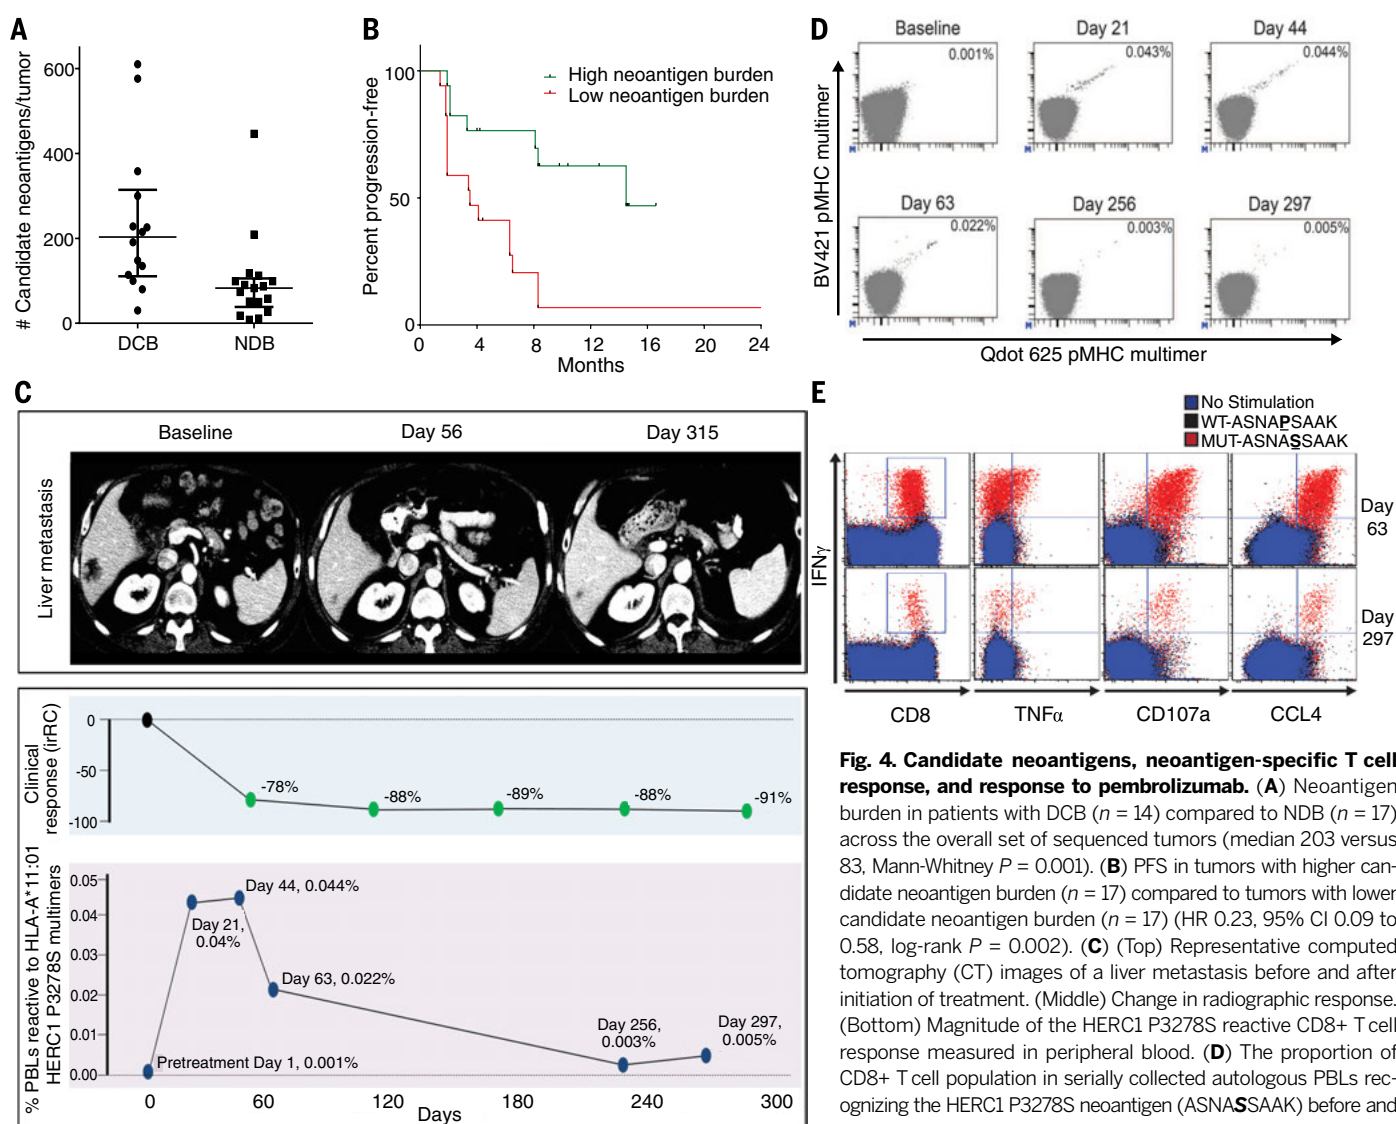 A
# Candidate neoantigens/tumor
600
400
200
0
DCB
NDB
B
Percent progression-free
100
50
0
High neoantigen burden
Low neoantigen burden
0 4 8 12 16 20 24
Months
C
Baseline
Day 56
Day 315
Liver metastasis
Clinical
response (irRC)
0
-50
-100
-78%
-88%
-89%
-88%
-91%
% PBLs reactive to HLA-A*11:01
HERC1 P3278S multimers
0.05
0.04
0.03
0.02
0.01
0.00
Day 44, 0.044%
Day 21,
0.04%
Day 63, 0.022%
Pretreatment Day 1, 0.001%
Day 256,
0.003%
Day 297,
0.005%
0 60 120 180 240 300
Days
D
BV421 pMHC multimer
Baseline
0.001%
Day 21
0.043%
Day 44
0.044%
Day 63
0.022%
Day 256
0.003%
Day 297
0.005%
Qdot 625 pMHC multimer
E
No Stimulation
WT-ASNAPSAAK
MUT-ASNASSAAK
IFNγ
Day
63
Day
297
CD8
TNFα
CD107a
CCL4
Fig. 4. Candidate neoantigens, neoantigen-specific T cell
response, and response to pembrolizumab. (A) Neoantigen
burden in patients with DCB (n = 14) compared to NDB (n = 17)
across the overall set of sequenced tumors (median 203 versus
83, Mann-Whitney P = 0.001). (B) PFS in tumors with higher can-
didate neoantigen burden (n = 17) compared to tumors with lower
candidate neoantigen burden (n = 17) (HR 0.23, 95% CI 0.09 to
0.58, log-rank P = 0.002). (C) (Top) Representative computed
tomography (CT) images of a liver metastasis before and after
initiation of treatment. (Middle) Change in radiographic response.
(Bottom) Magnitude of the HERC1 P3278S reactive CD8+ T cell
response measured in peripheral blood. (D) The proportion of
CD8+ T cell population in serially collected autologous PBLs rec-
ognizing the HERC1 P3278S neoantigen (ASNASSAAK) before and